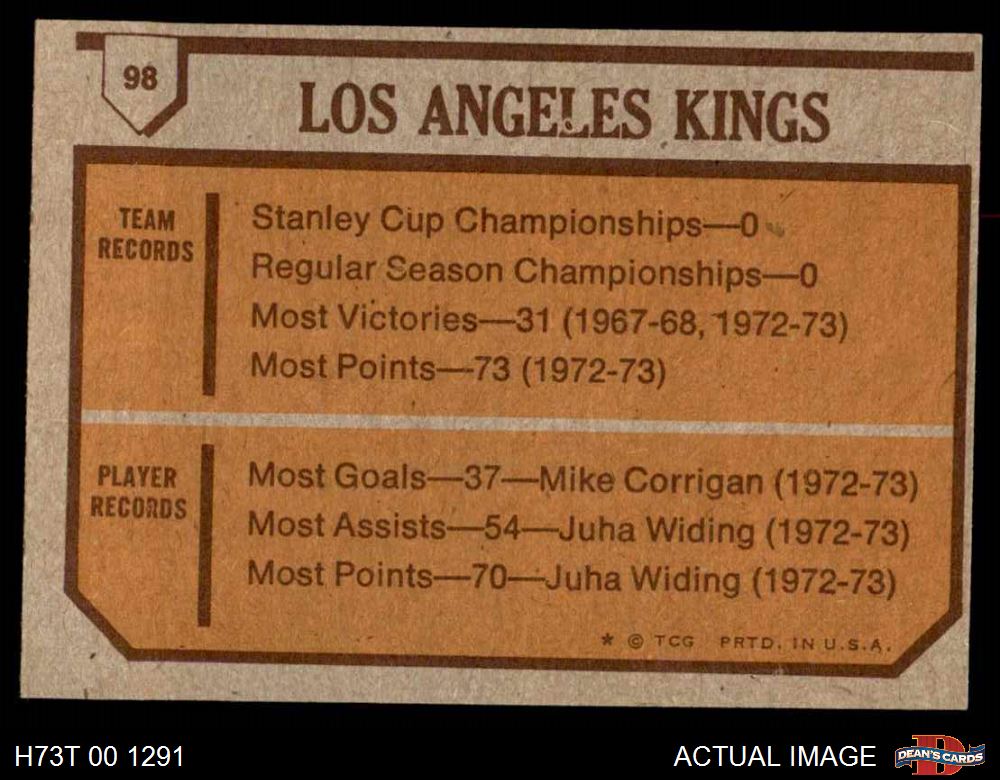 98
LOS ANGELES KINGS
TEAM
RECORDS
Stanley Cup Championships—0
Regular Season Championships—0
Most Victories—31 (1967-68, 1972-73)
Most Points—73 (1972-73)
PLAYER
RECORDS
Most Goals—37—Mike Corrigan (1972-73)
Most Assists—54—Juha Widing (1972-73)
Most Points—70—Juha Widing (1972-73)
* © TCG PRTD. IN U.S.A.
H73T 00 1291
ACTUAL IMAGE
D
DEAN'S CARDS